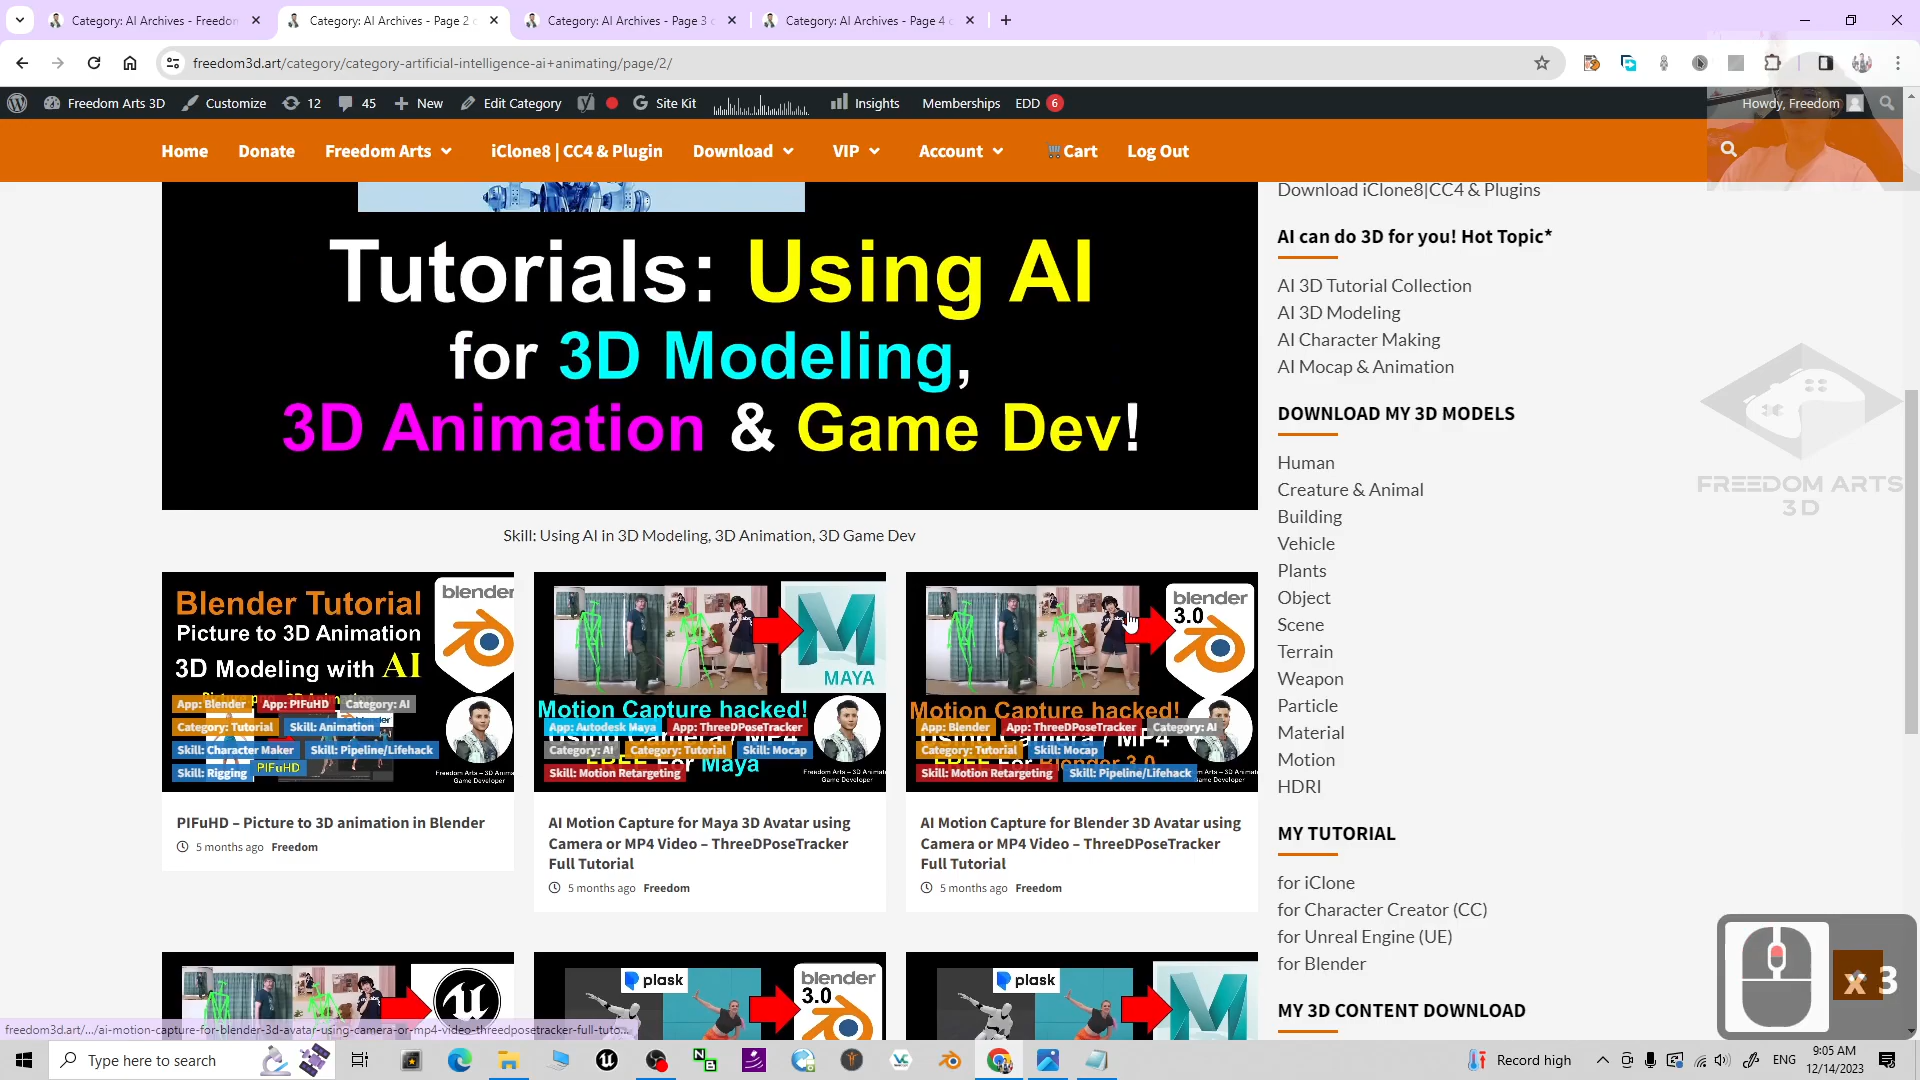 Category: AI Archives - Freedom
Category: AI Archives - Page 2 o
Category: AI Archives - Page 3 o
Category: AI Archives - Page 4 o
freedom3d.art/category/category-artificial-intelligence-ai+animating/page/2/
Freedom Arts 3D
Customize
12
45
New
Edit Category
Site Kit
Insights
Memberships
EDD 6
Howdy, Freedom
Home
Donate
Freedom Arts
iClone8 | CC4 & Plugin
Download
VIP
Account
Cart
Log Out
Tutorials: Using AI
for 3D Modeling,
3D Animation & Game Dev!
Skill: Using AI in 3D Modeling, 3D Animation, 3D Game Dev
Blender Tutorial
Picture to 3D Animation
3D Modeling with AI
blender
App: Blender
App: PIFuHD
Category: AI
Category: Tutorial
Skill: Animation
Skill: Character Maker
Skill: Pipeline/Lifehack
Skill: Rigging
PIFuHD
PIFuHD – Picture to 3D animation in Blender
5 months ago Freedom
MAYA
Motion Capture hacked!
App: Autodesk Maya
App: ThreeDPoseTracker
Category: AI
Category: Tutorial
Skill: Mocap
Skill: Motion Retargeting
AI Motion Capture for Maya 3D Avatar using
Camera or MP4 Video – ThreeDPoseTracker
Full Tutorial
5 months ago Freedom
blender
3.0
Motion Capture hacked!
App: Blender
App: ThreeDPoseTracker
Category: AI
Category: Tutorial
Skill: Mocap
Skill: Motion Retargeting
Skill: Pipeline/Lifehack
AI Motion Capture for Blender 3D Avatar using
Camera or MP4 Video – ThreeDPoseTracker
Full Tutorial
5 months ago Freedom
plask
blender
3.0
plask
Download iClone8|CC4 & Plugins
AI can do 3D for you! Hot Topic*
AI 3D Tutorial Collection
AI 3D Modeling
AI Character Making
AI Mocap & Animation
DOWNLOAD MY 3D MODELS
Human
Creature & Animal
Building
Vehicle
Plants
Object
Scene
Terrain
Weapon
Particle
Material
Motion
HDRI
MY TUTORIAL
for iClone
for Character Creator (CC)
for Unreal Engine (UE)
for Blender
MY 3D CONTENT DOWNLOAD
FREEDOM ARTS
3D
x 3
freedom3d.art/.../ai-motion-capture-for-blender-3d-avatar-using-camera-or-mp4-video-threedposetracker-full-tuto...
Type here to search
Record high
ENG
9:05 AM
12/14/2023